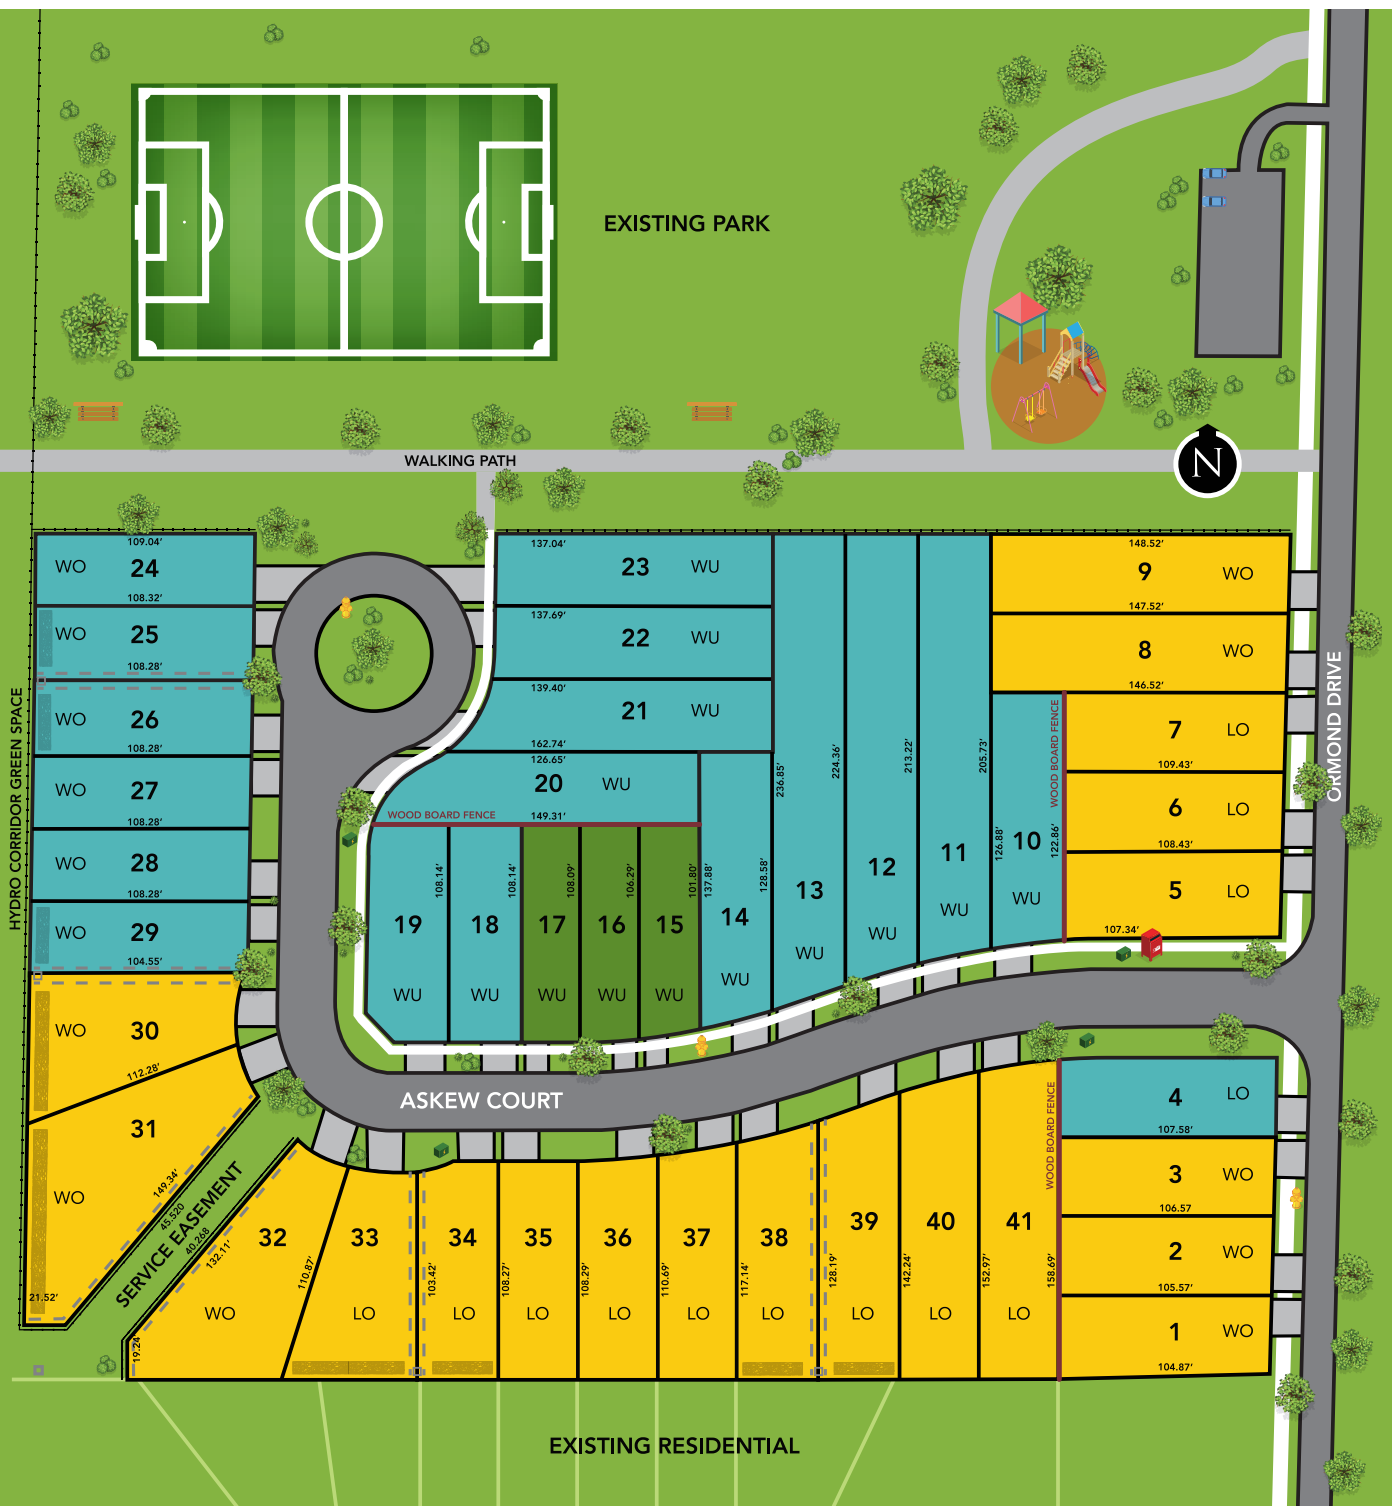 EXISTING PARK
WALKING PATH
N
HYDRO CORRIDOR GREEN SPACE
ORMOND DRIVE
109.04'
WO 24
108.32'
WO 25
108.28'
WO 26
108.28'
WO 27
108.28'
WO 28
108.28'
WO 29
104.55'
WO 30
112.28'
31
WO
149.34'
21.52'
45.520
SERVICE EASEMENT
40.268
132.11'
19.24'
137.04'
23 WU
137.69'
22 WU
139.40'
21 WU
162.74'
126.65'
20 WU
WOOD BOARD FENCE
149.31'
19
WU
108.14'
18
WU
108.14'
17
WU
108.09'
16
WU
106.29'
15
WU
101.80'
137.88'
14
WU
128.58'
236.85'
13
WU
224.36'
12
WU
213.22'
11
WU
205.73'
126.88'
10
WU
122.86'
WOOD BOARD FENCE
148.52'
9 WO
147.52'
8 WO
146.52'
7 LO
109.43'
6 LO
108.43'
5 LO
107.34'
ASKEW COURT
32
WO
110.87'
33
LO
34
LO
103.42'
35
LO
108.27'
36
LO
108.29'
37
LO
110.69'
38
LO
117.14'
39
LO
128.19'
40
LO
142.24'
41
LO
152.97'
158.69'
WOOD BOARD FENCE
4 LO
107.58'
3 WO
106.57
2 WO
105.57'
1 WO
104.87'
EXISTING RESIDENTIAL